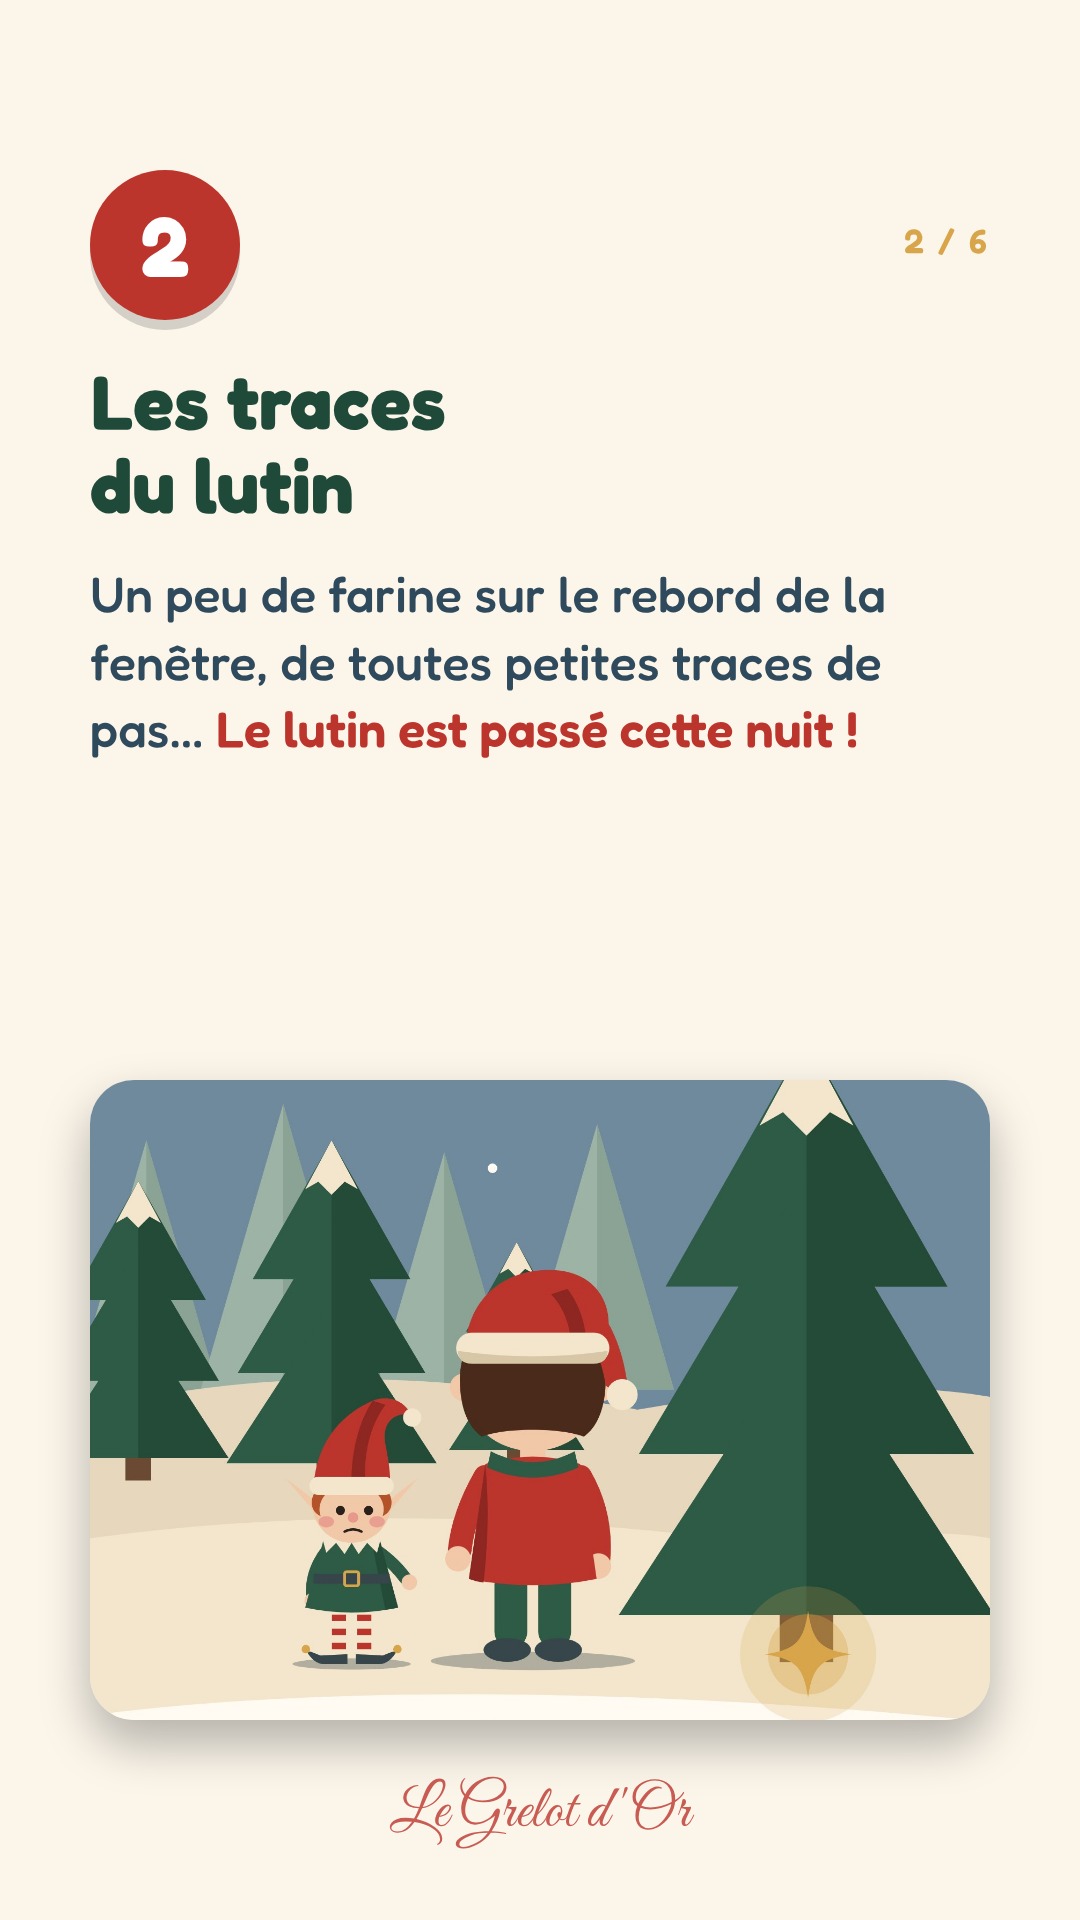 2
2 / 6
Les traces
du lutin
Un peu de farine sur le rebord de la
fenêtre, de toutes petites traces de
pas... Le lutin est passé cette nuit !
Le Grelot d'Or